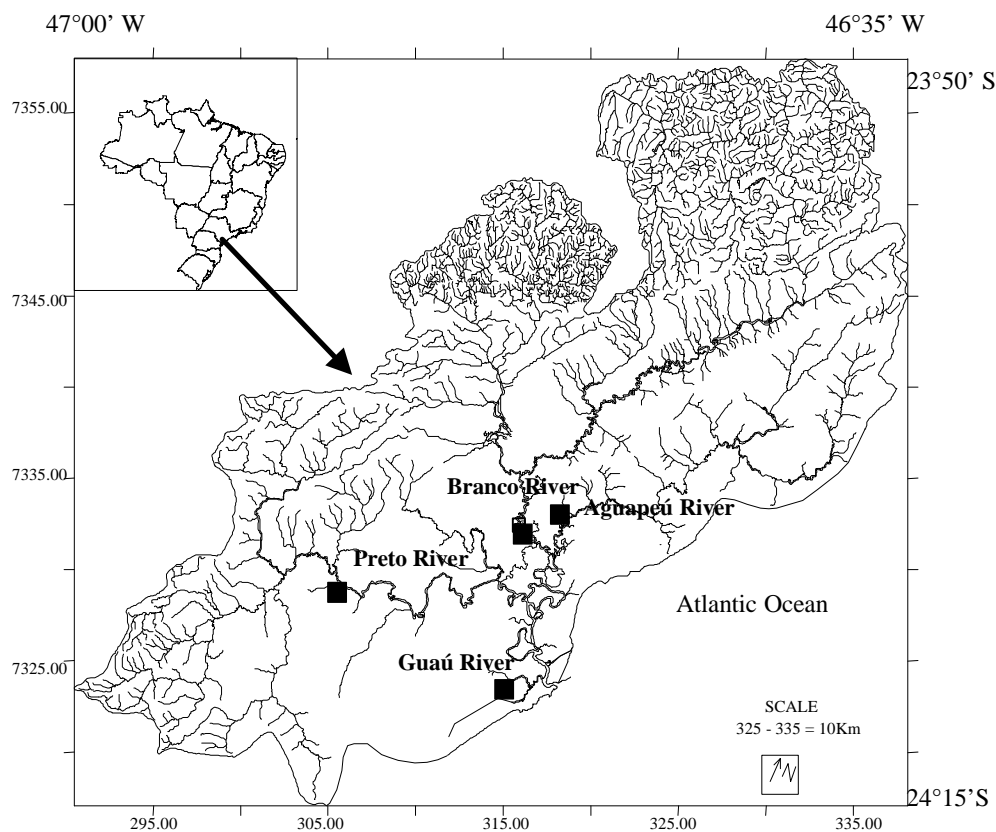 47°00' W
46°35' W
23°50' S
7355.00
7345.00
7335.00
Branco River
Aguapeú River
Preto River
Atlantic Ocean
Guaú River
7325.00
SCALE
325 - 335 = 10Km
N
24°15'S
295.00
305.00
315.00
325.00
335.00